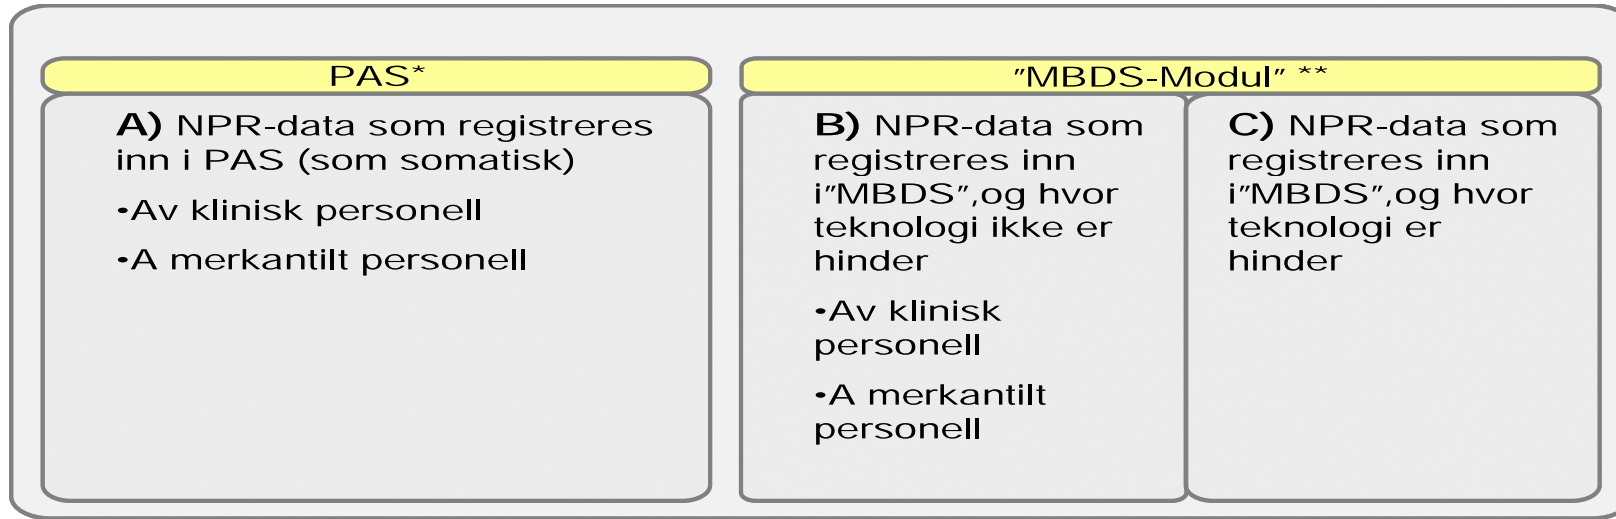 PAS*
A) NPR-data som registreres
inn i PAS (som somatisk)
•Av klinisk personell
•A merkantilt personell
"MBDS-Modul" **
B) NPR-data som
registreres inn
i"MBDS",og hvor
teknologi ikke er
hinder
•Av klinisk
personell
•A merkantilt
personell
C) NPR-data som
registreres inn
i"MBDS",og hvor
teknologi er
hinder